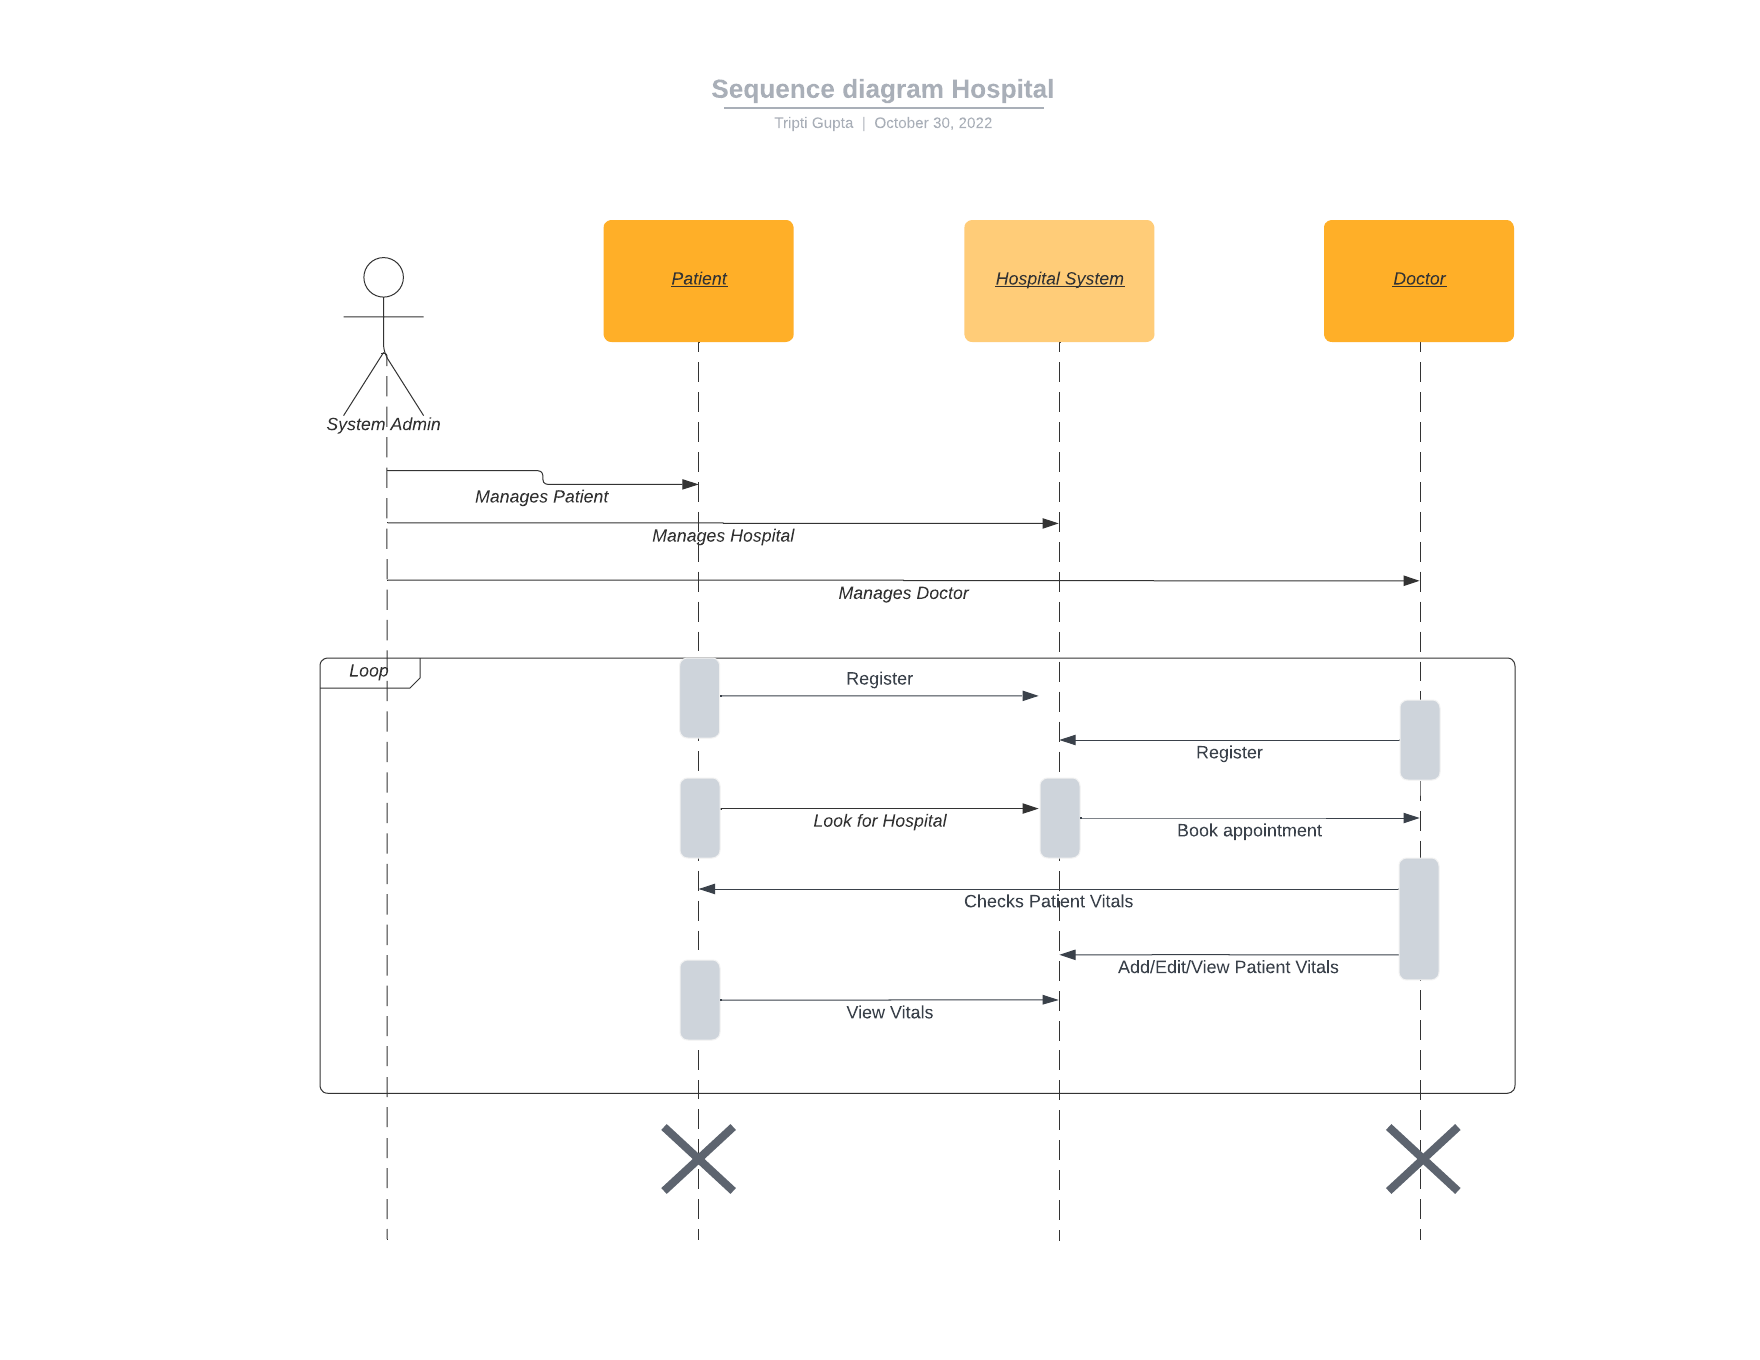 Sequence diagram Hospital
Tripti Gupta | October 30, 2022
Patient
Hospital System
Doctor
System Admin
Manages Patient
Manages Hospital
Manages Doctor
Loop
Register
Register
Look for Hospital
Book appointment
Checks Patient Vitals
Add/Edit/View Patient Vitals
View Vitals